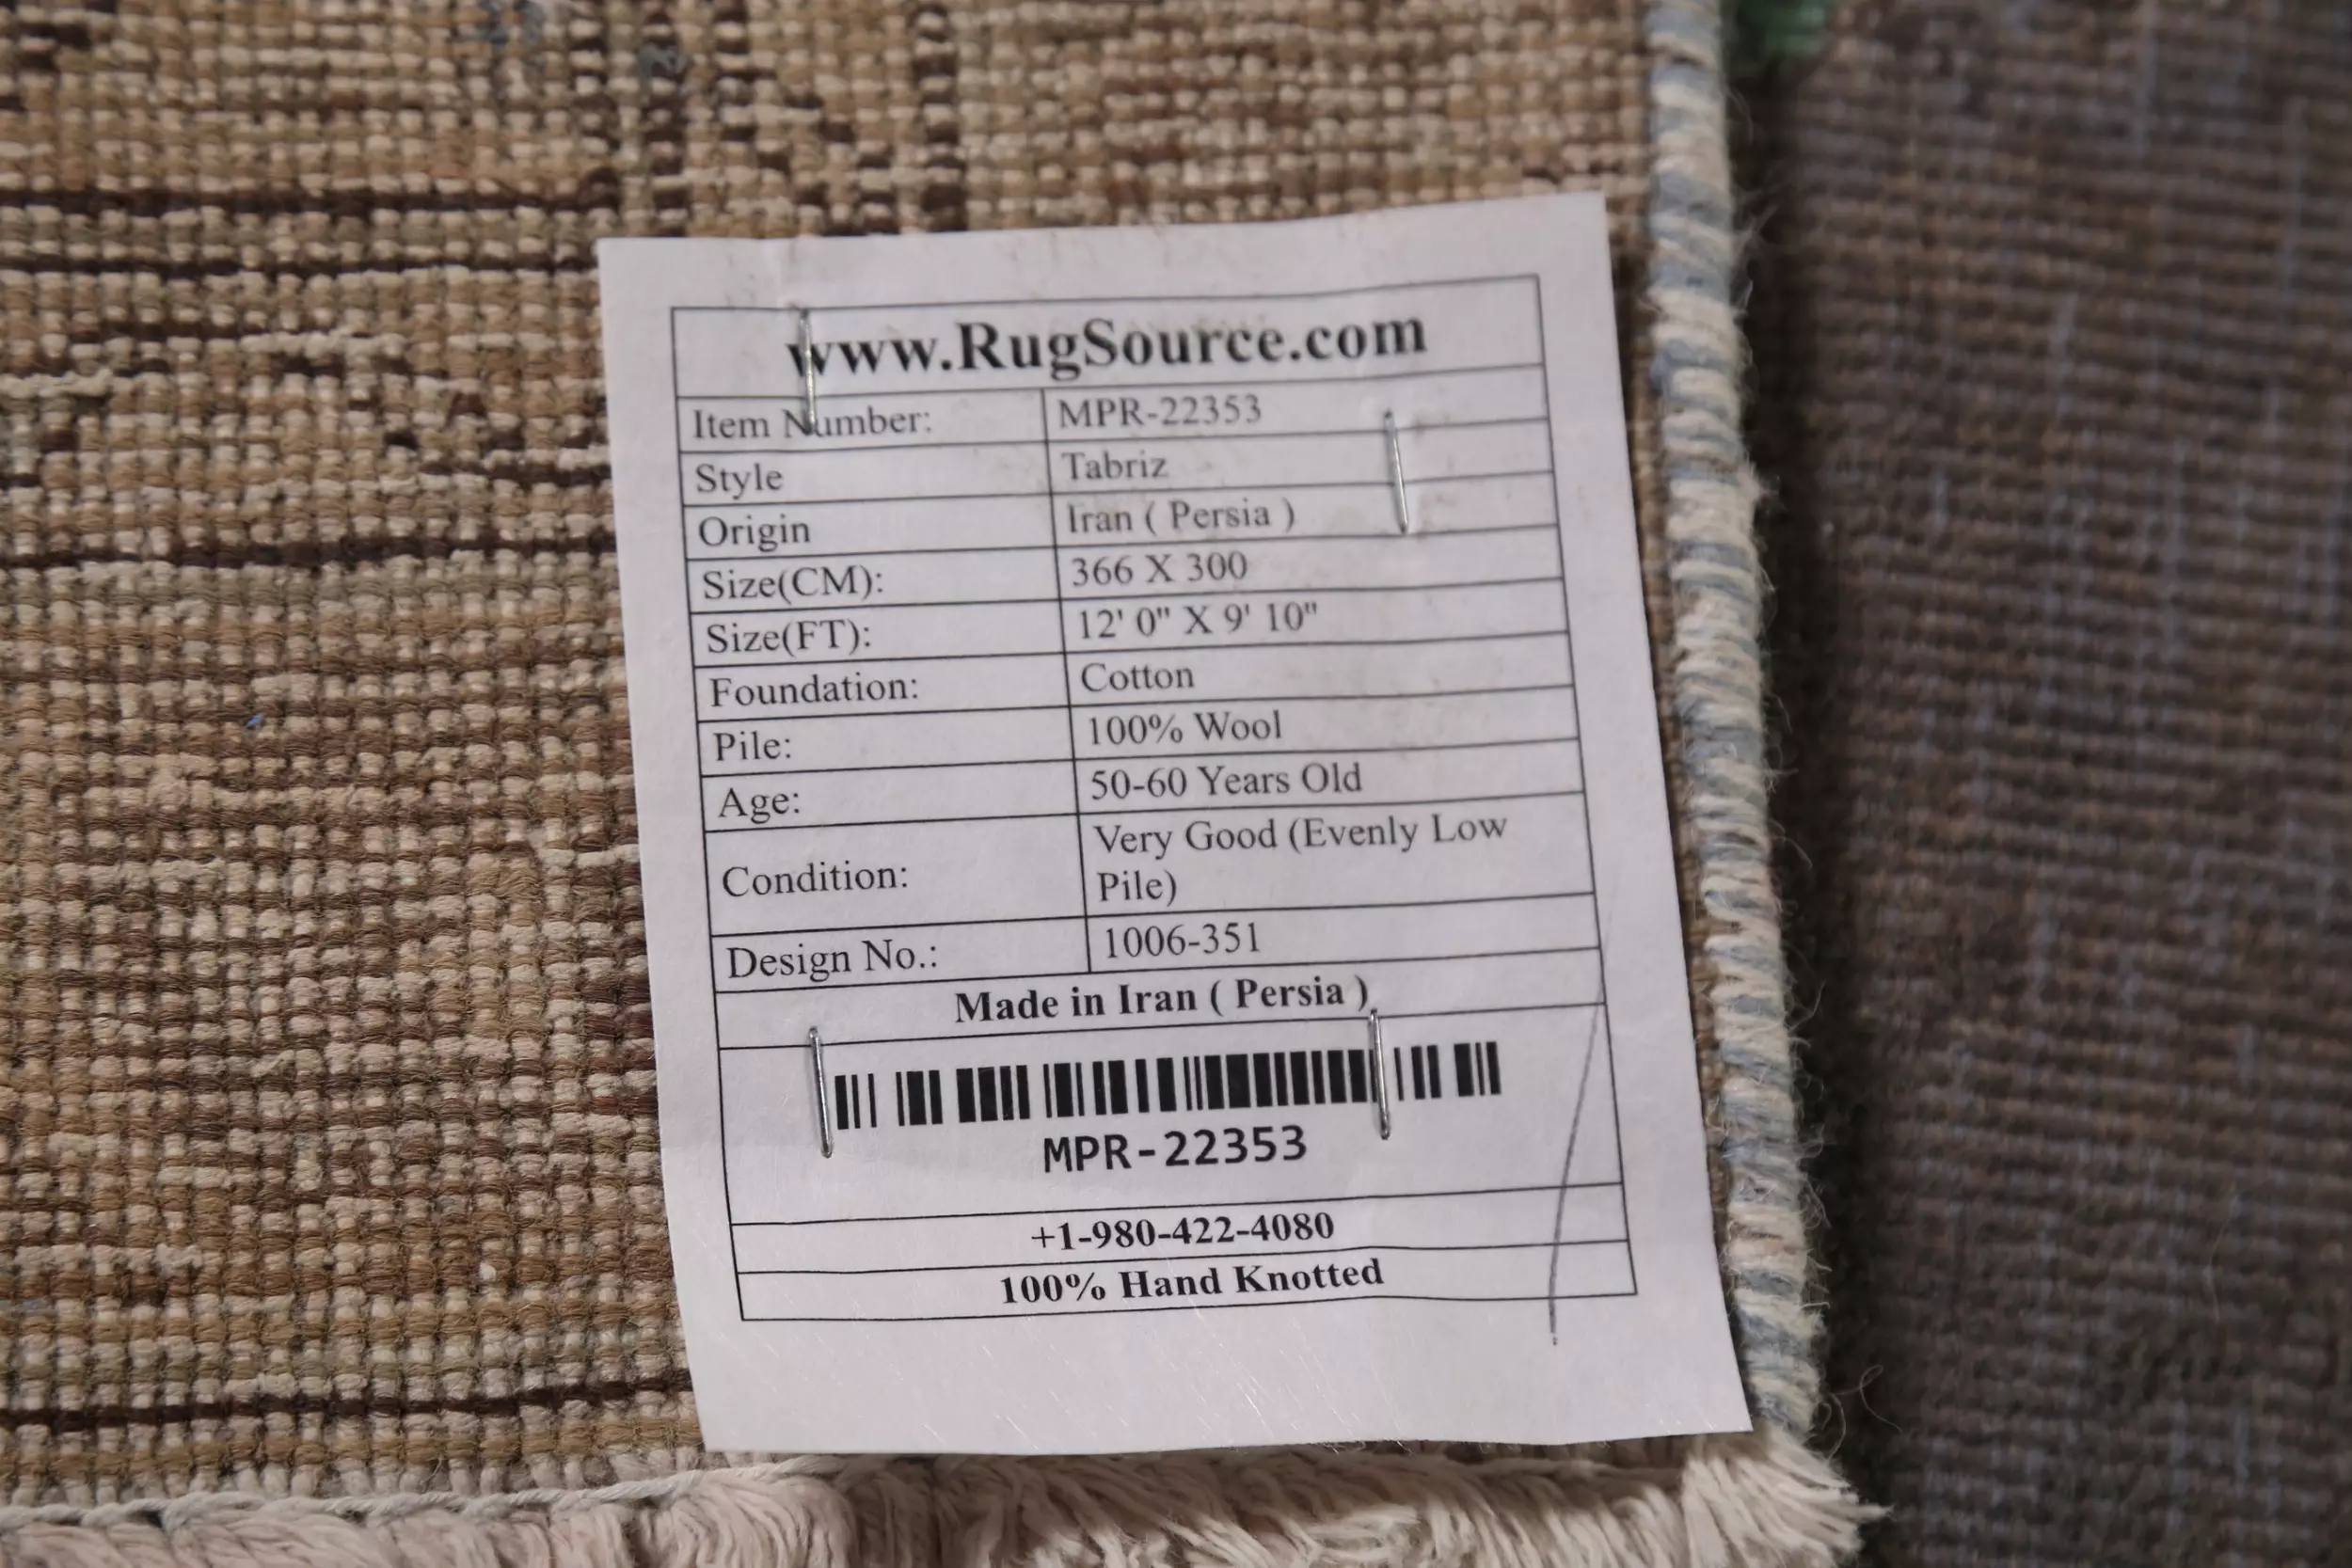 www.RugSource.com
Item Number: MPR-22353
Style Tabriz
Origin Iran ( Persia )
Size(CM): 366 X 300
Size(FT): 12' 0" X 9' 10"
Foundation: Cotton
Pile: 100% Wool
Age: 50-60 Years Old
Condition: Very Good (Evenly Low
Pile)
Design No.: 1006-351
Made in Iran ( Persia )
MPR-22353
+1-980-422-4080
100% Hand Knotted